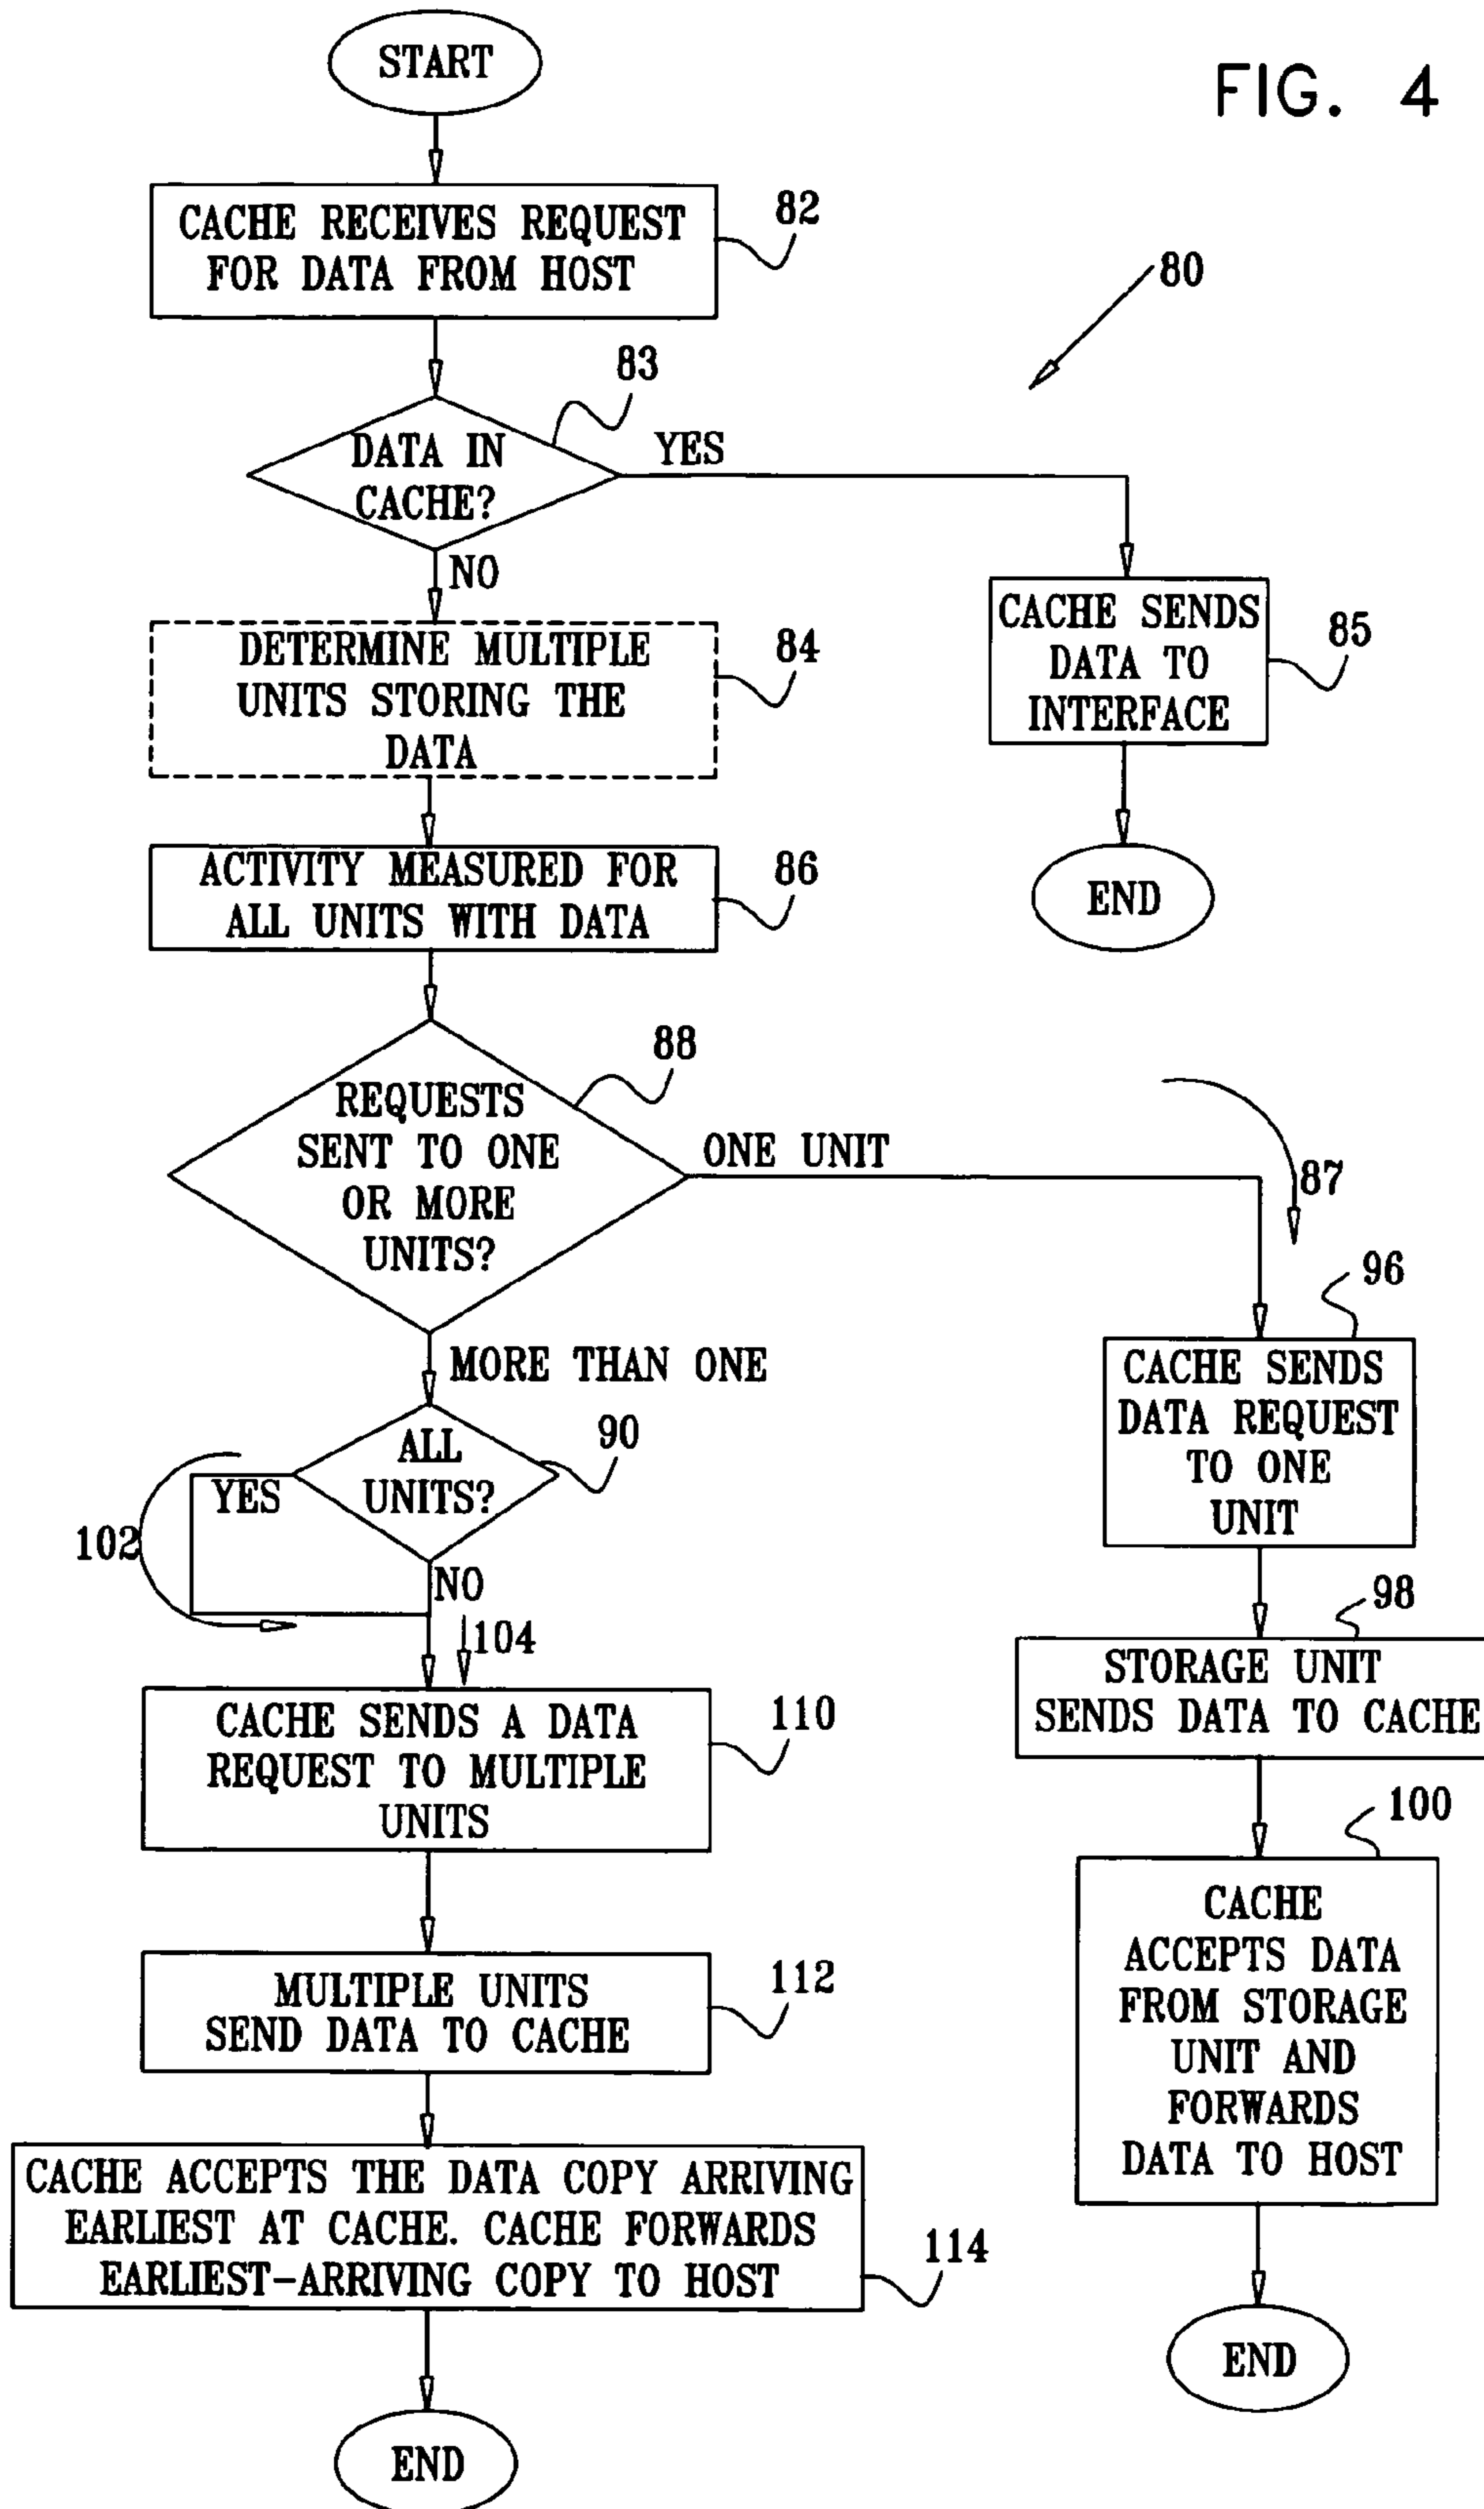 START
FIG. 4
CACHE RECEIVES REQUEST
FOR DATA FROM HOST
82
80
83
DATA IN
CACHE?
YES
NO
DETERMINE MULTIPLE
UNITS STORING THE
DATA
84
CACHE SENDS
DATA TO
INTERFACE
85
ACTIVITY MEASURED FOR
ALL UNITS WITH DATA
86
END
88
REQUESTS
SENT TO ONE
OR MORE
UNITS?
ONE UNIT
87
MORE THAN ONE
96
CACHE SENDS
DATA REQUEST
TO ONE
UNIT
ALL
UNITS?
90
YES
102
NO
104
98
STORAGE UNIT
SENDS DATA TO CACHE
CACHE SENDS A DATA
REQUEST TO MULTIPLE
UNITS
110
100
CACHE
ACCEPTS DATA
FROM STORAGE
UNIT AND
FORWARDS
DATA TO HOST
MULTIPLE UNITS
SEND DATA TO CACHE
112
CACHE ACCEPTS THE DATA COPY ARRIVING
EARLIEST AT CACHE. CACHE FORWARDS
EARLIEST-ARRIVING COPY TO HOST
114
END
END